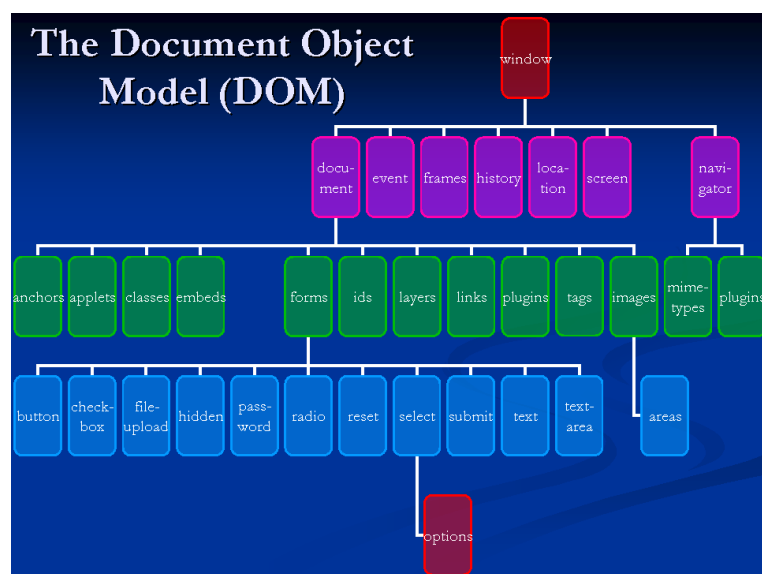 The Document Object
Model (DOM)
window
docu-
ment
event
frames
history
loca-
tion
screen
navi-
gator
anchors
applets
classes
embeds
forms
ids
layers
links
plugins
tags
images
mime-
types
plugins
button
check-
box
file-
upload
hidden
pass-
word
radio
reset
select
submit
text
text-
area
areas
options